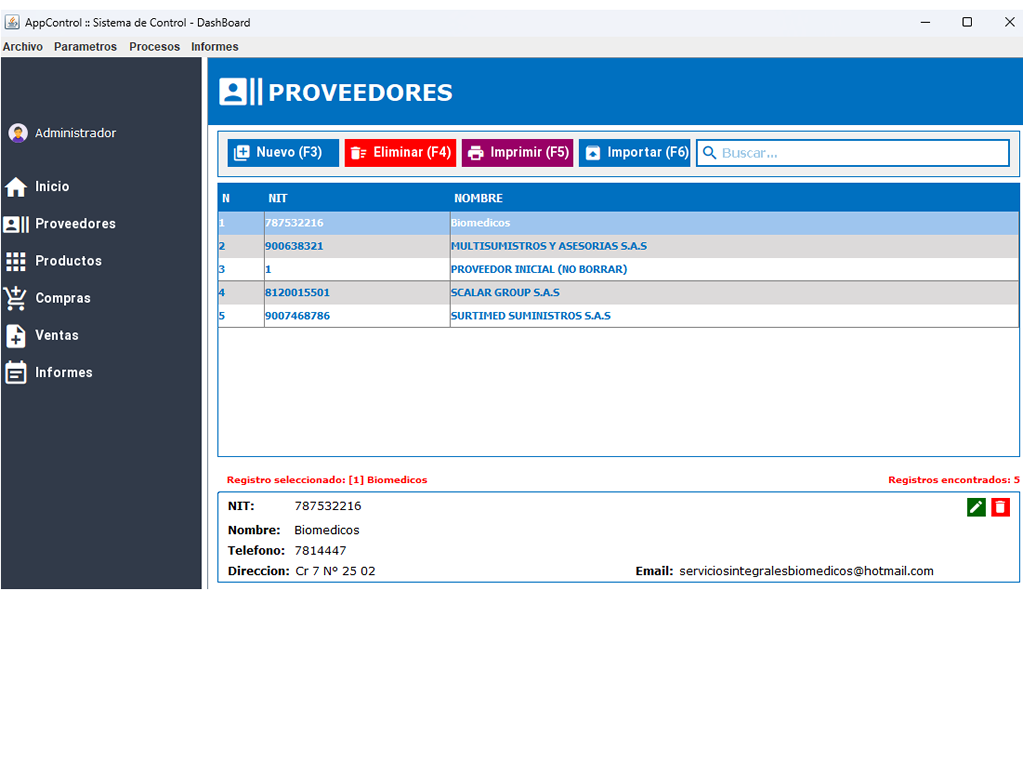 AppControl :: Sistema de Control - DashBoard
Archivo Parametros Procesos Informes
PROVEEDORES
Administrador
Nuevo (F3) Eliminar (F4) Imprimir (F5) Importar (F6) Buscar...
Inicio
Proveedores
Productos
Compras
Ventas
Informes
N NIT NOMBRE
1 787532216 Biomedicos
2 900638321 MULTISUMISTROS Y ASESORIAS S.A.S
3 1 PROVEEDOR INICIAL (NO BORRAR)
4 8120015501 SCALAR GROUP S.A.S
5 9007468786 SURTIMED SUMINISTROS S.A.S
Registro seleccionado: [1] Biomedicos Registros encontrados: 5
NIT: 787532216
Nombre: Biomedicos
Telefono: 7814447
Direccion: Cr 7 Nº 25 02 Email: serviciosintegralesbiomedicos@hotmail.com